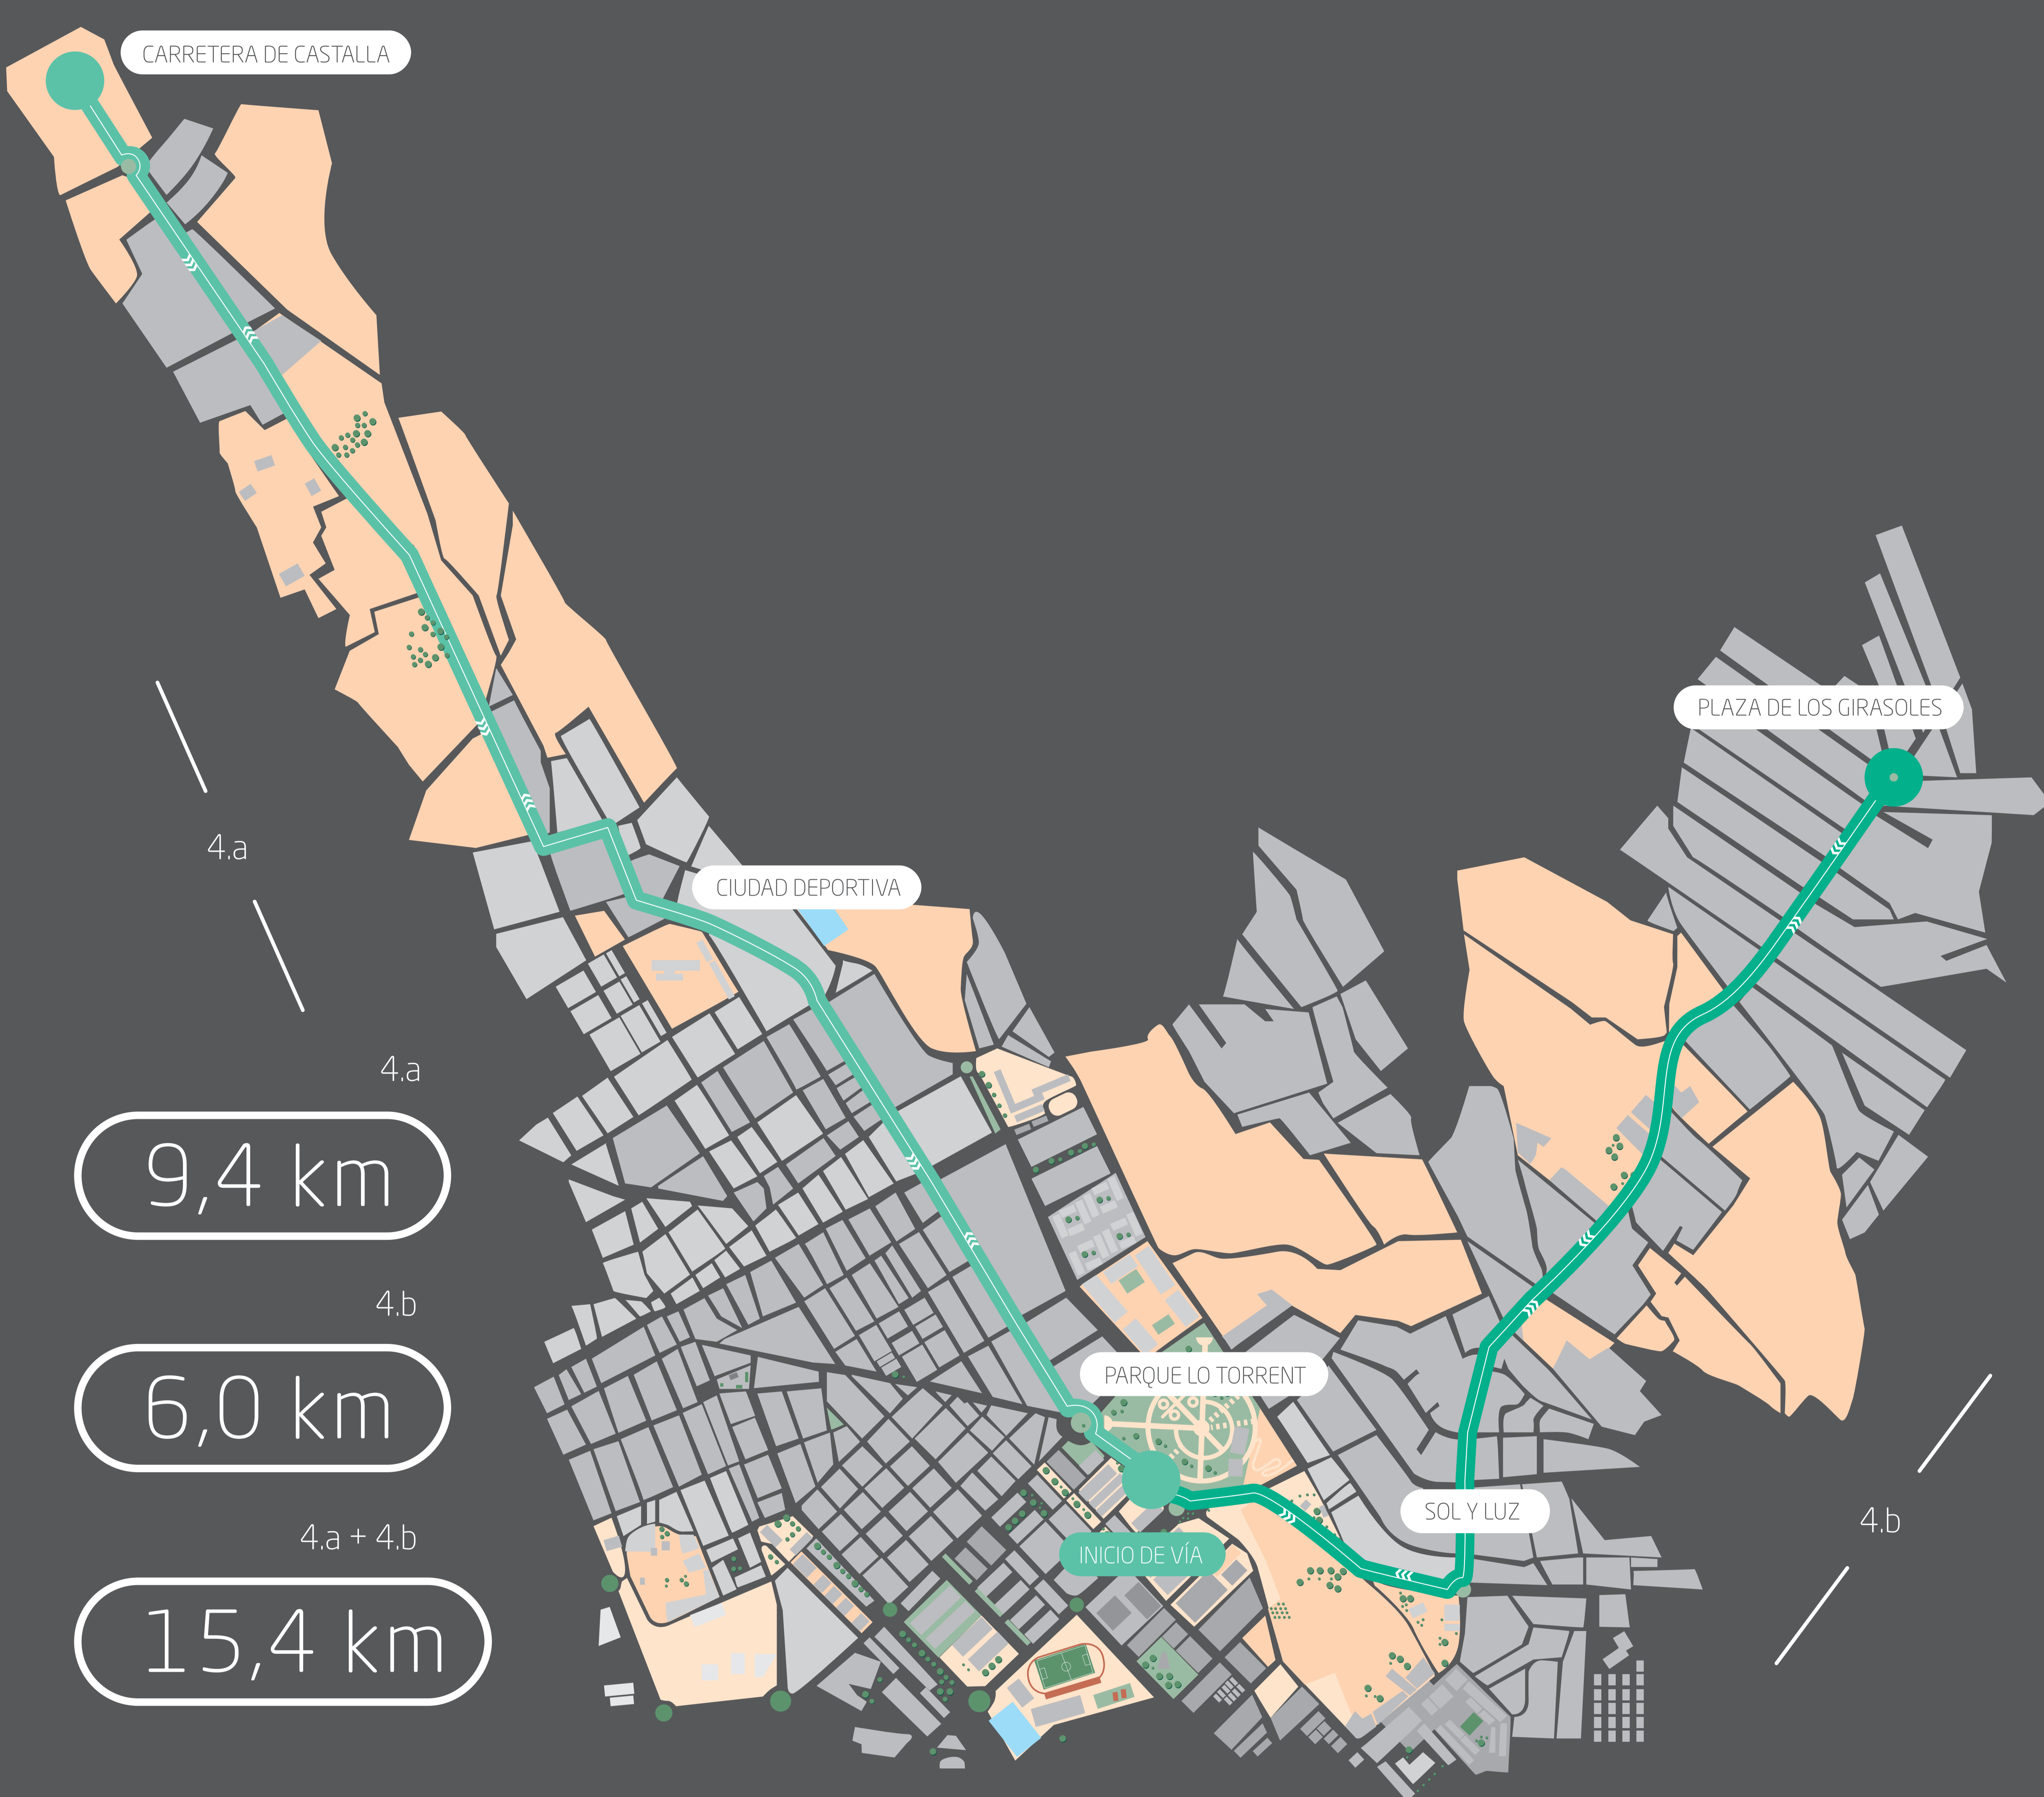 CARRETERA DE CASTALLA
PLAZA DE LOS GIRASOLES
4.a
CIUDAD DEPORTIVA
4.a
9,4 km
4.b
6,0 km
PARQUE LO TORRENT
SOL Y LUZ
4.b
4.a + 4.b
INICIO DE VÍA
15,4 km